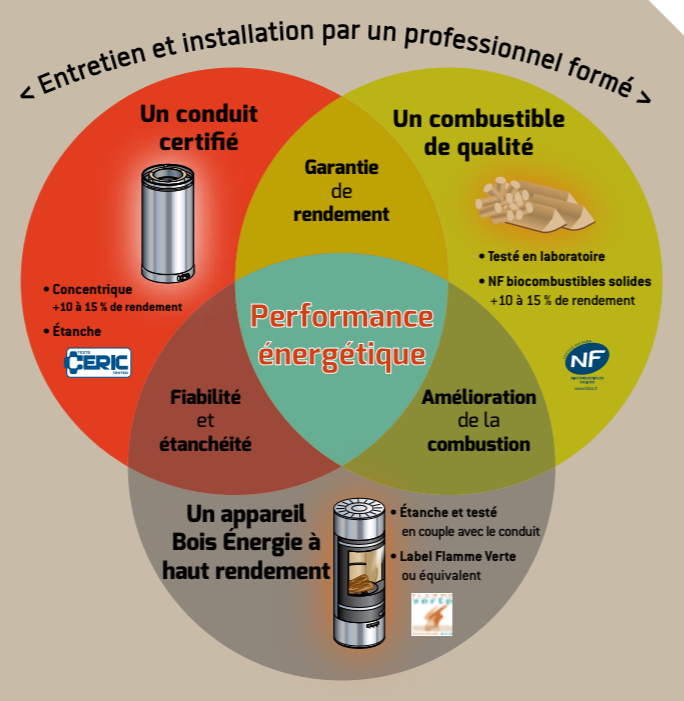 < Entretien et installation par un professionnel formé >
Un conduit
certifié
Un combustible
de qualité
Garantie
de
rendement
• Testé en laboratoire
• NF biocombustibles solides
+10 à 15 % de rendement
• Concentrique
+10 à 15 % de rendement
• Étanche
CERIC
NF
Performance
énergétique
Fiabilité
et
étanchéité
Amélioration
de la
combustion
Un appareil
Bois Énergie à
haut rendement
• Étanche et testé
en couple avec le conduit
• Label Flamme Verte
ou équivalent
verte